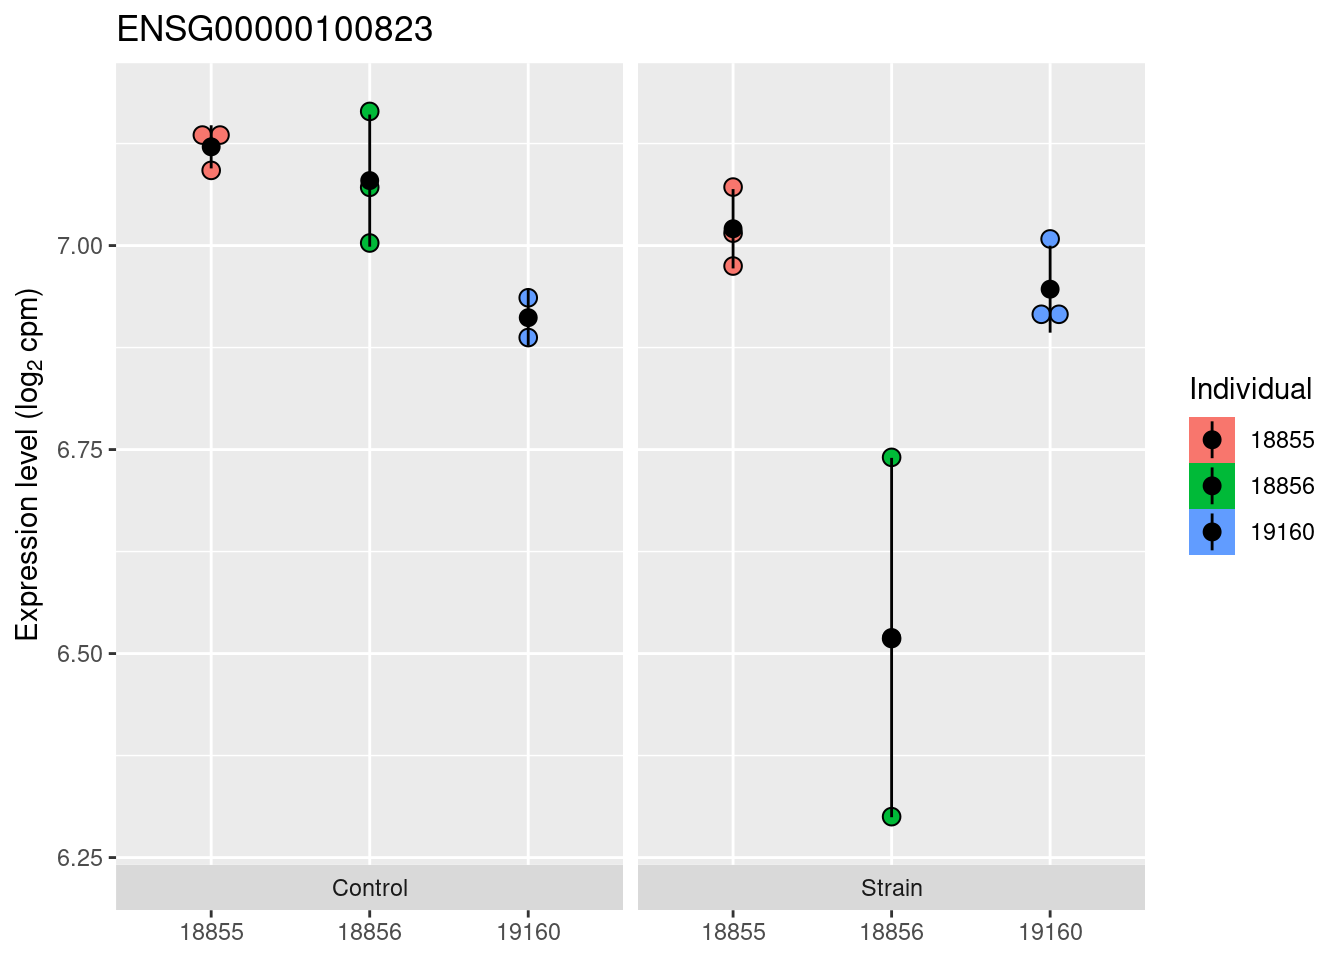 ENSG00000100823
Expression level (log₂ cpm)
7.00
6.75
6.50
6.25
Control
Strain
18855
18856
19160
18855
18856
19160
Individual
18855
18856
19160